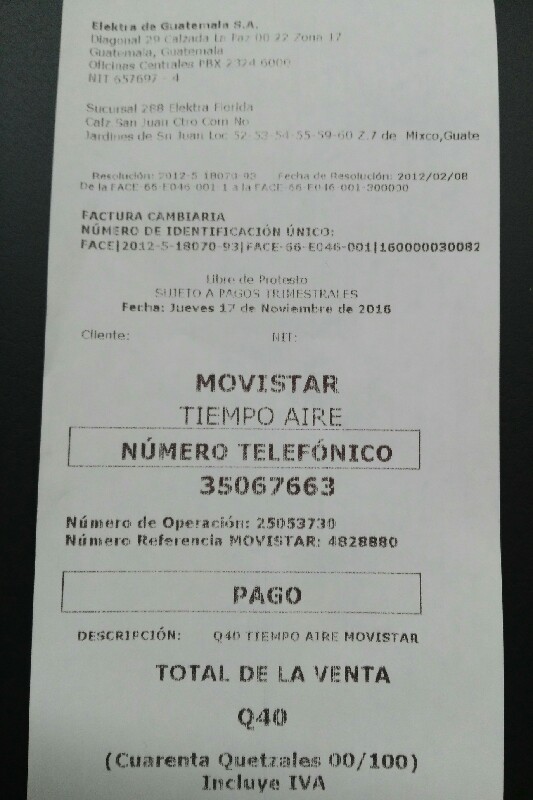 Elektra de Guatemala S.A.
Diagonal 29 Calzada La Paz 00 22 Zona 17
Guatemala, Guatemala
Oficinas Centrales PBX 2324 6000
NIT 657697 - 4
Sucursal 288 Elektra Florida
Calz San Juan Ctro Com No
Jardines de Sn Juan Loc 52-53-54-55-59-60 Z.7 de Mixco,Guate
Resolución: 2012-5-18070-93 Fecha de Resolución: 2012/02/08
De la FACE-66-E046-001-1 a la FACE-66-E046-001-300000
FACTURA CAMBIARIA
NÚMERO DE IDENTIFICACIÓN ÚNICO:
FACE|2012-5-18070-93|FACE-66-E046-001|160000030082
Libre de Protesto
SUJETO A PAGOS TRIMESTRALES
Fecha: Jueves 17 de Noviembre de 2016
Cliente: NIT:
MOVISTAR
TIEMPO AIRE
NÚMERO TELEFÓNICO
35067663
Número de Operación: 25053730
Número Referencia MOVISTAR: 4828880
PAGO
DESCRIPCIÓN: Q40 TIEMPO AIRE MOVISTAR
TOTAL DE LA VENTA
Q40
(Cuarenta Quetzales 00/100)
Incluye IVA